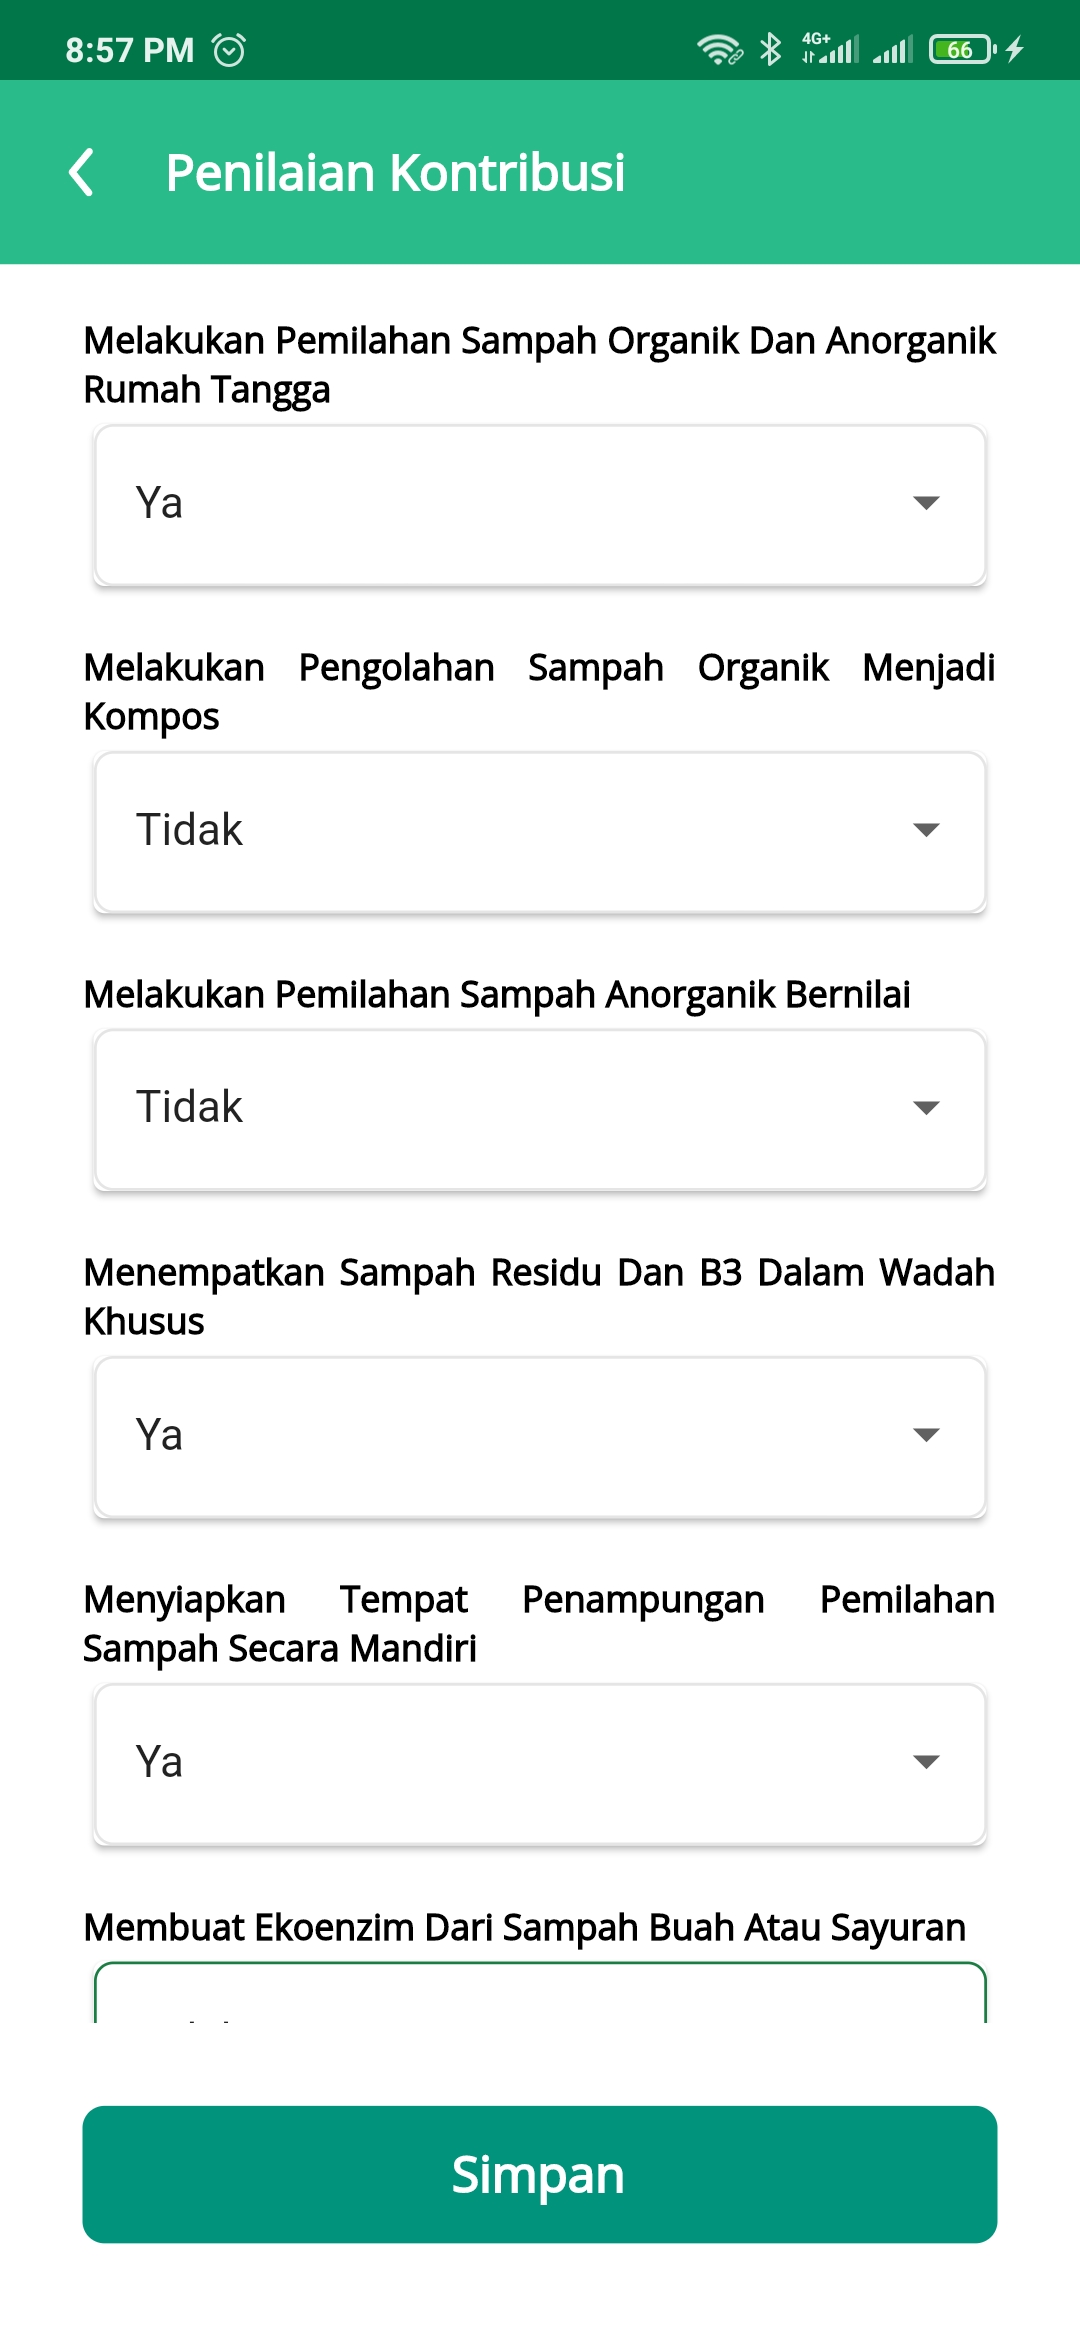 8:57 PM
4G+
66
Penilaian Kontribusi
Melakukan Pemilahan Sampah Organik Dan Anorganik
Rumah Tangga
Ya
Melakukan Pengolahan Sampah Organik Menjadi
Kompos
Tidak
Melakukan Pemilahan Sampah Anorganik Bernilai
Tidak
Menempatkan Sampah Residu Dan B3 Dalam Wadah
Khusus
Ya
Menyiapkan Tempat Penampungan Pemilahan
Sampah Secara Mandiri
Ya
Membuat Ekoenzim Dari Sampah Buah Atau Sayuran
Simpan